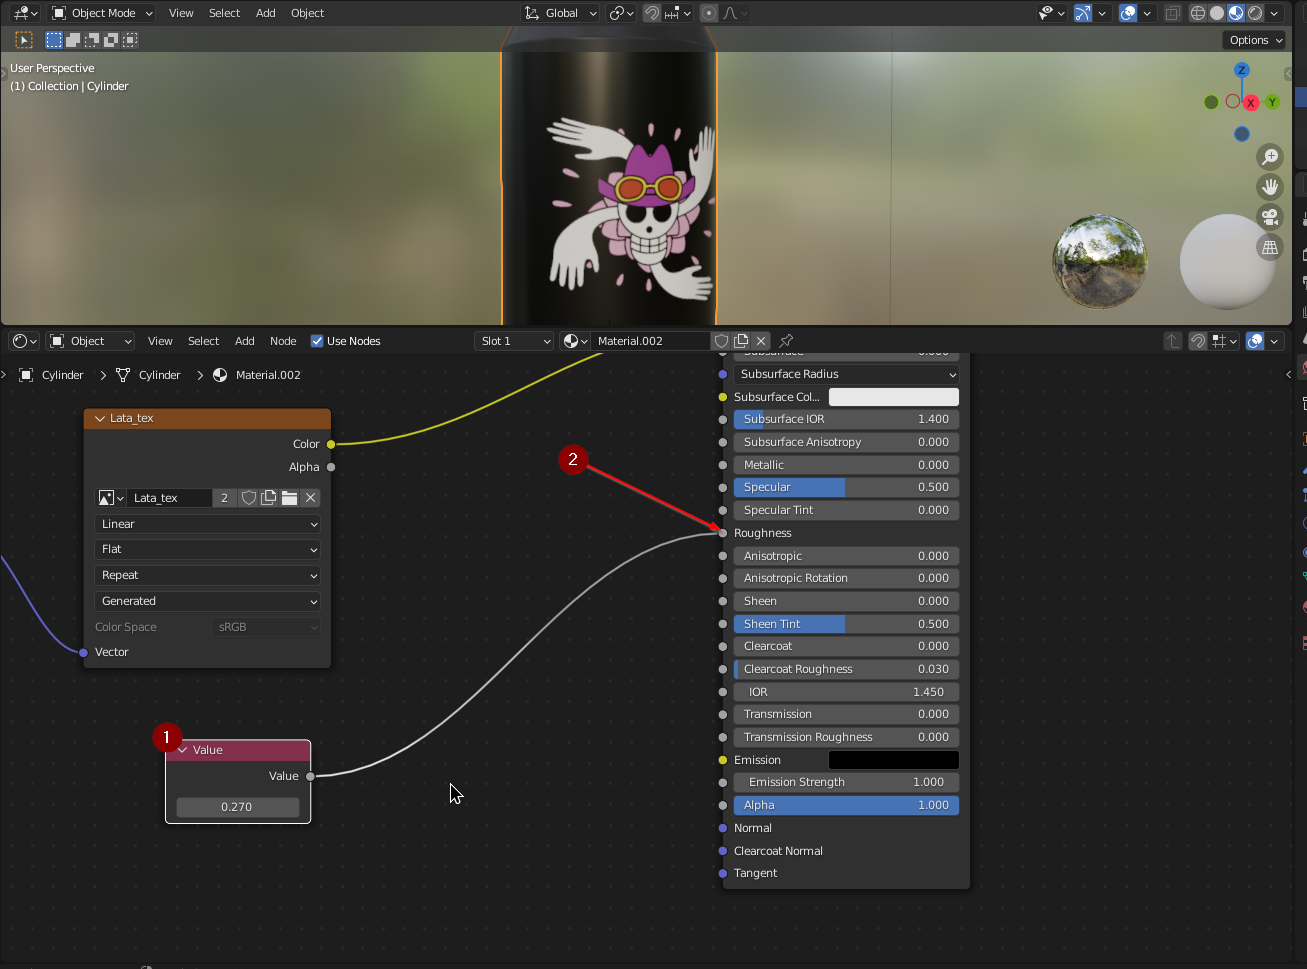 Object Mode View Select Add Object Global
Options
User Perspective
(1) Collection | Cylinder
Z
X Y
Object View Select Add Node Use Nodes Slot 1 Material.002
Cylinder > Cylinder > Material.002
Lata_tex
Color
Alpha
Lata_tex 2
Linear
Flat
Repeat
Generated
Color Space sRGB
Vector
1
Value
Value
0.270
2
Subsurface 0.000
Subsurface Radius
Subsurface Col...
Subsurface IOR 1.400
Subsurface Anisotropy 0.000
Metallic 0.000
Specular 0.500
Specular Tint 0.000
Roughness
Anisotropic 0.000
Anisotropic Rotation 0.000
Sheen 0.000
Sheen Tint 0.500
Clearcoat 0.000
Clearcoat Roughness 0.030
IOR 1.450
Transmission 0.000
Transmission Roughness 0.000
Emission
Emission Strength 1.000
Alpha 1.000
Normal
Clearcoat Normal
Tangent